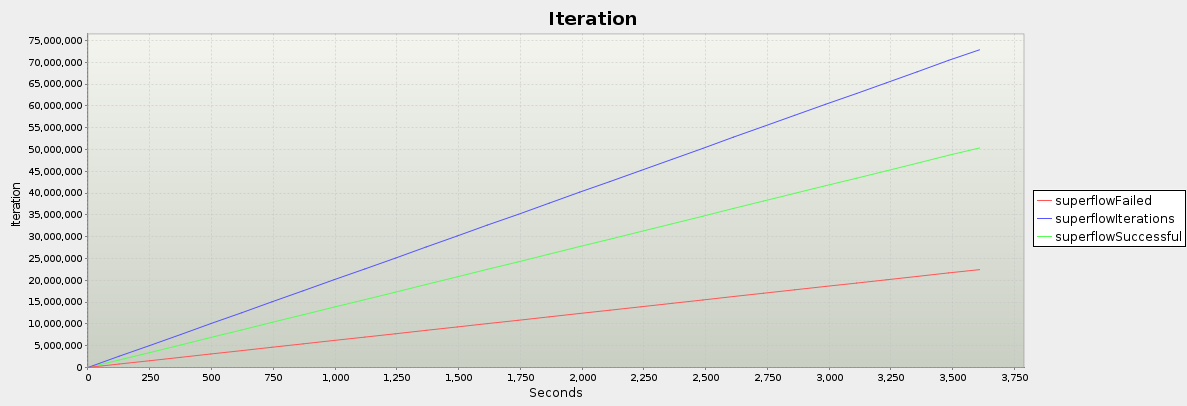 Iteration
75,000,000
70,000,000
65,000,000
60,000,000
55,000,000
50,000,000
45,000,000
40,000,000
35,000,000
30,000,000
25,000,000
20,000,000
15,000,000
10,000,000
5,000,000
0
Iteration
0 250 500 750 1,000 1,250 1,500 1,750 2,000 2,250 2,500 2,750 3,000 3,250 3,500 3,750
Seconds
superflowFailed
superflowIterations
superflowSuccessful